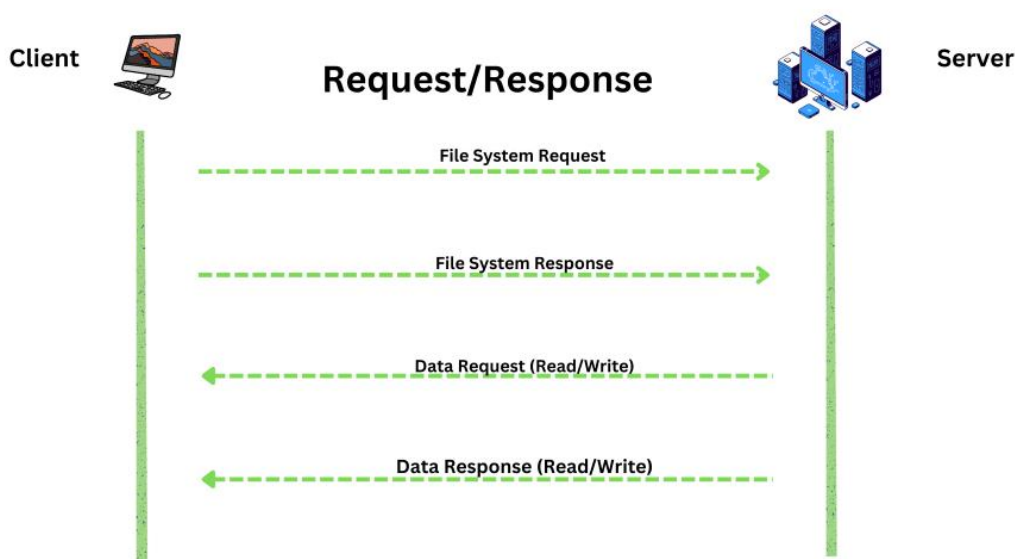 Client
Request/Response
Server
File System Request
File System Response
Data Request (Read/Write)
Data Response (Read/Write)